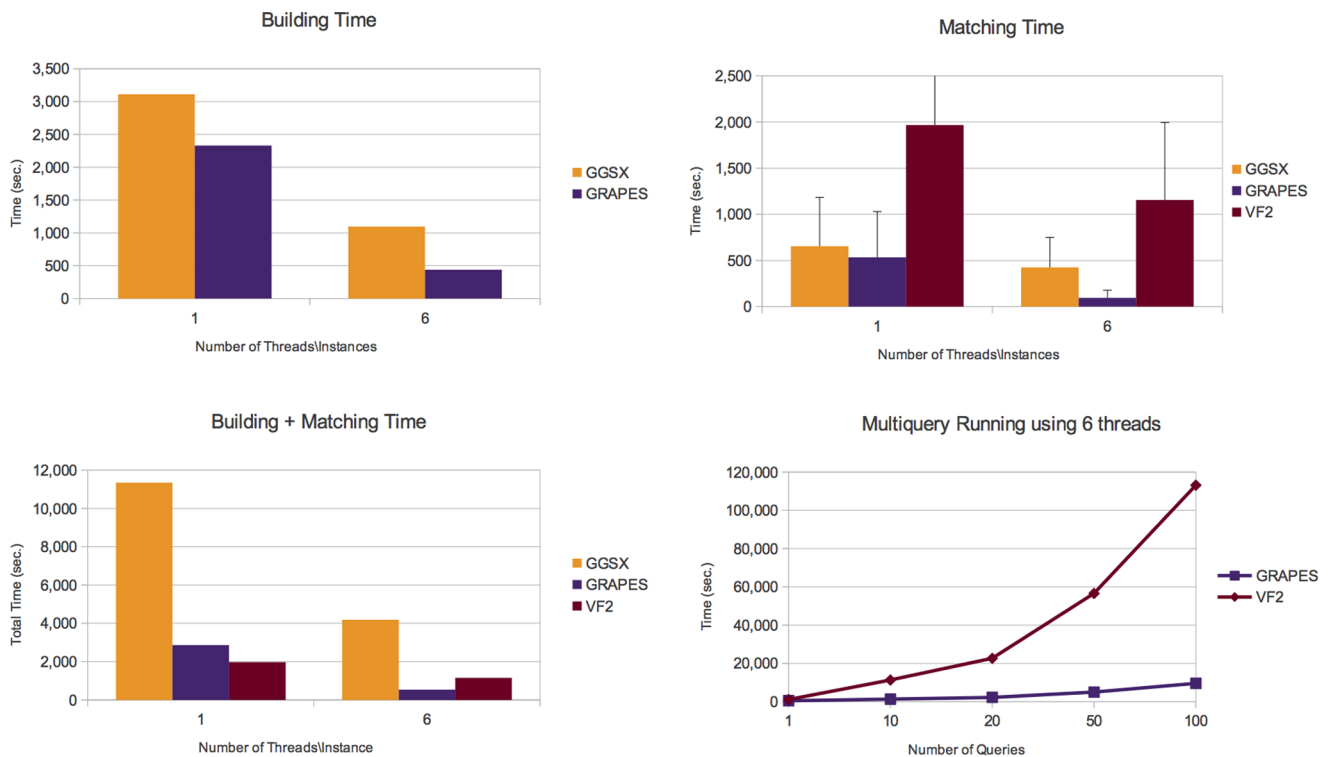 Building Time
3,500
3,000
2,500
2,000
1,500
1,000
500
0
Time (sec.)
1
6
Number of Threads\Instances
GGSX
GRAPES
Matching Time
2,500
2,000
1,500
1,000
500
0
Time (sec.)
1
6
Number of Threads\Instances
GGSX
GRAPES
VF2
Building + Matching Time
12,000
10,000
8,000
6,000
4,000
2,000
0
Total Time (sec.)
1
6
Number of Threads\Instance
GGSX
GRAPES
VF2
Multiquery Running using 6 threads
120,000
100,000
80,000
60,000
40,000
20,000
0
Time (sec.)
1
10
20
50
100
Number of Queries
GRAPES
VF2